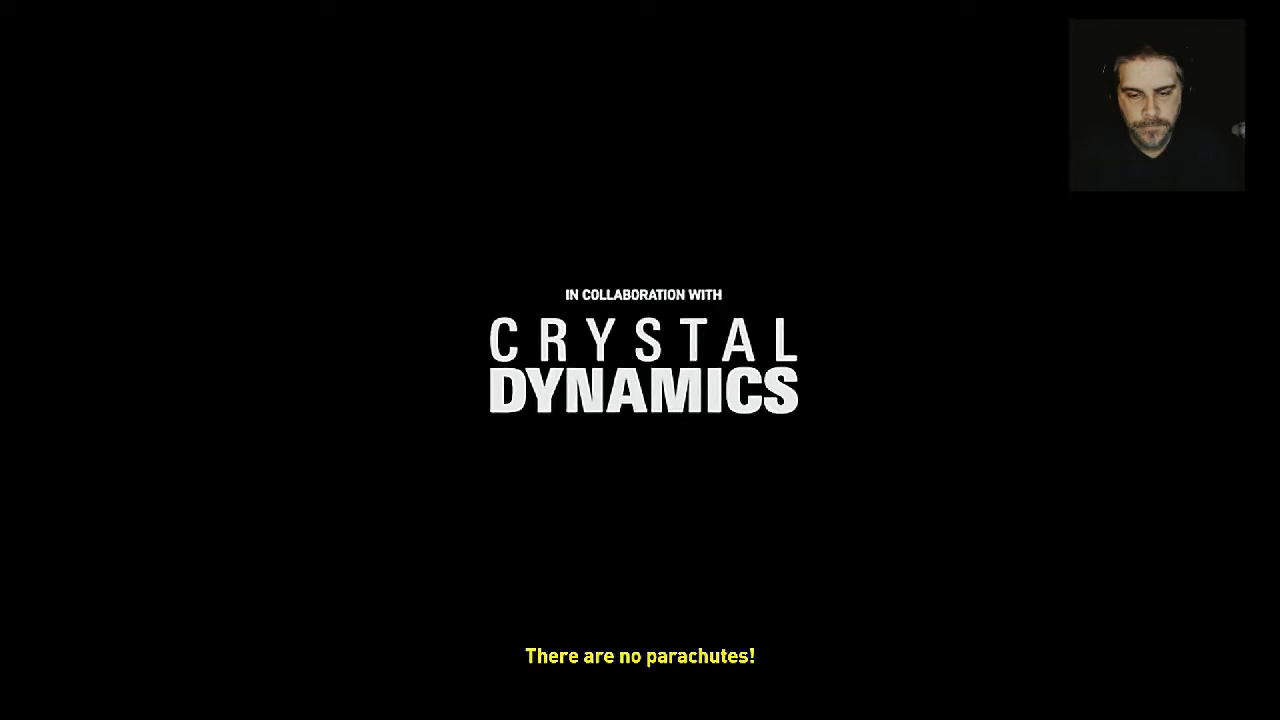 IN COLLABORATION WITH
CRYSTAL
DYNAMICS
There are no parachutes!